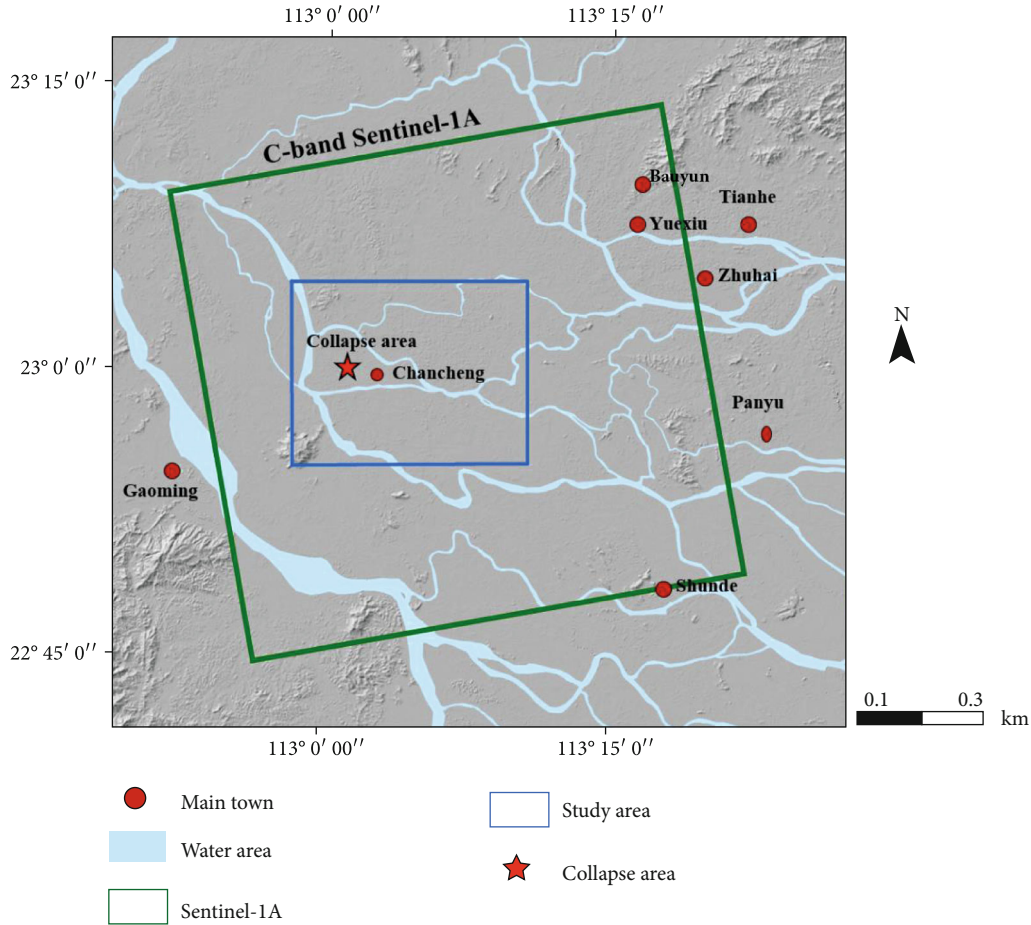 113° 0′ 00′′ 113° 15′ 0′′
23° 15′ 0′′
C-band Sentinel-1A
Bauyun
Tianhe
Yuexiu
Zhuhai
N
Collapse area
23° 0′ 0′′
Chancheng
Panyu
Gaoming
Shunde
22° 45′ 0′′
0.1 0.3
km
113° 0′ 00′′ 113° 15′ 0′′
Main town
Study area
Water area
Collapse area
Sentinel-1A